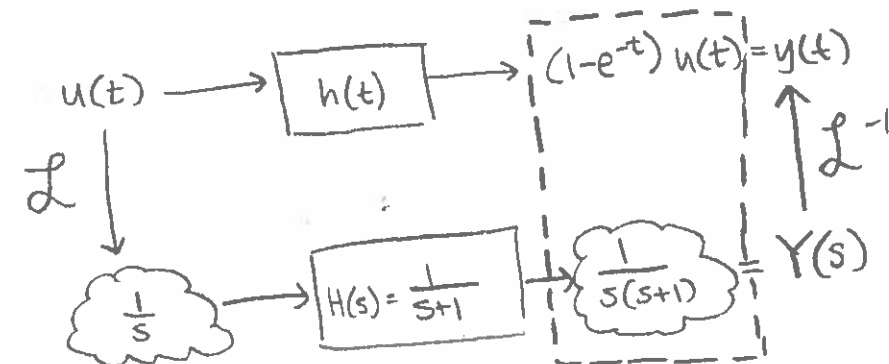 u(t) → h(t) → (1-e^{-t}) u(t) = y(t)
ℒ ℒ^{-1}
1/s → H(s) = 1/(s+1) → 1/(s(s+1)) = Y(s)